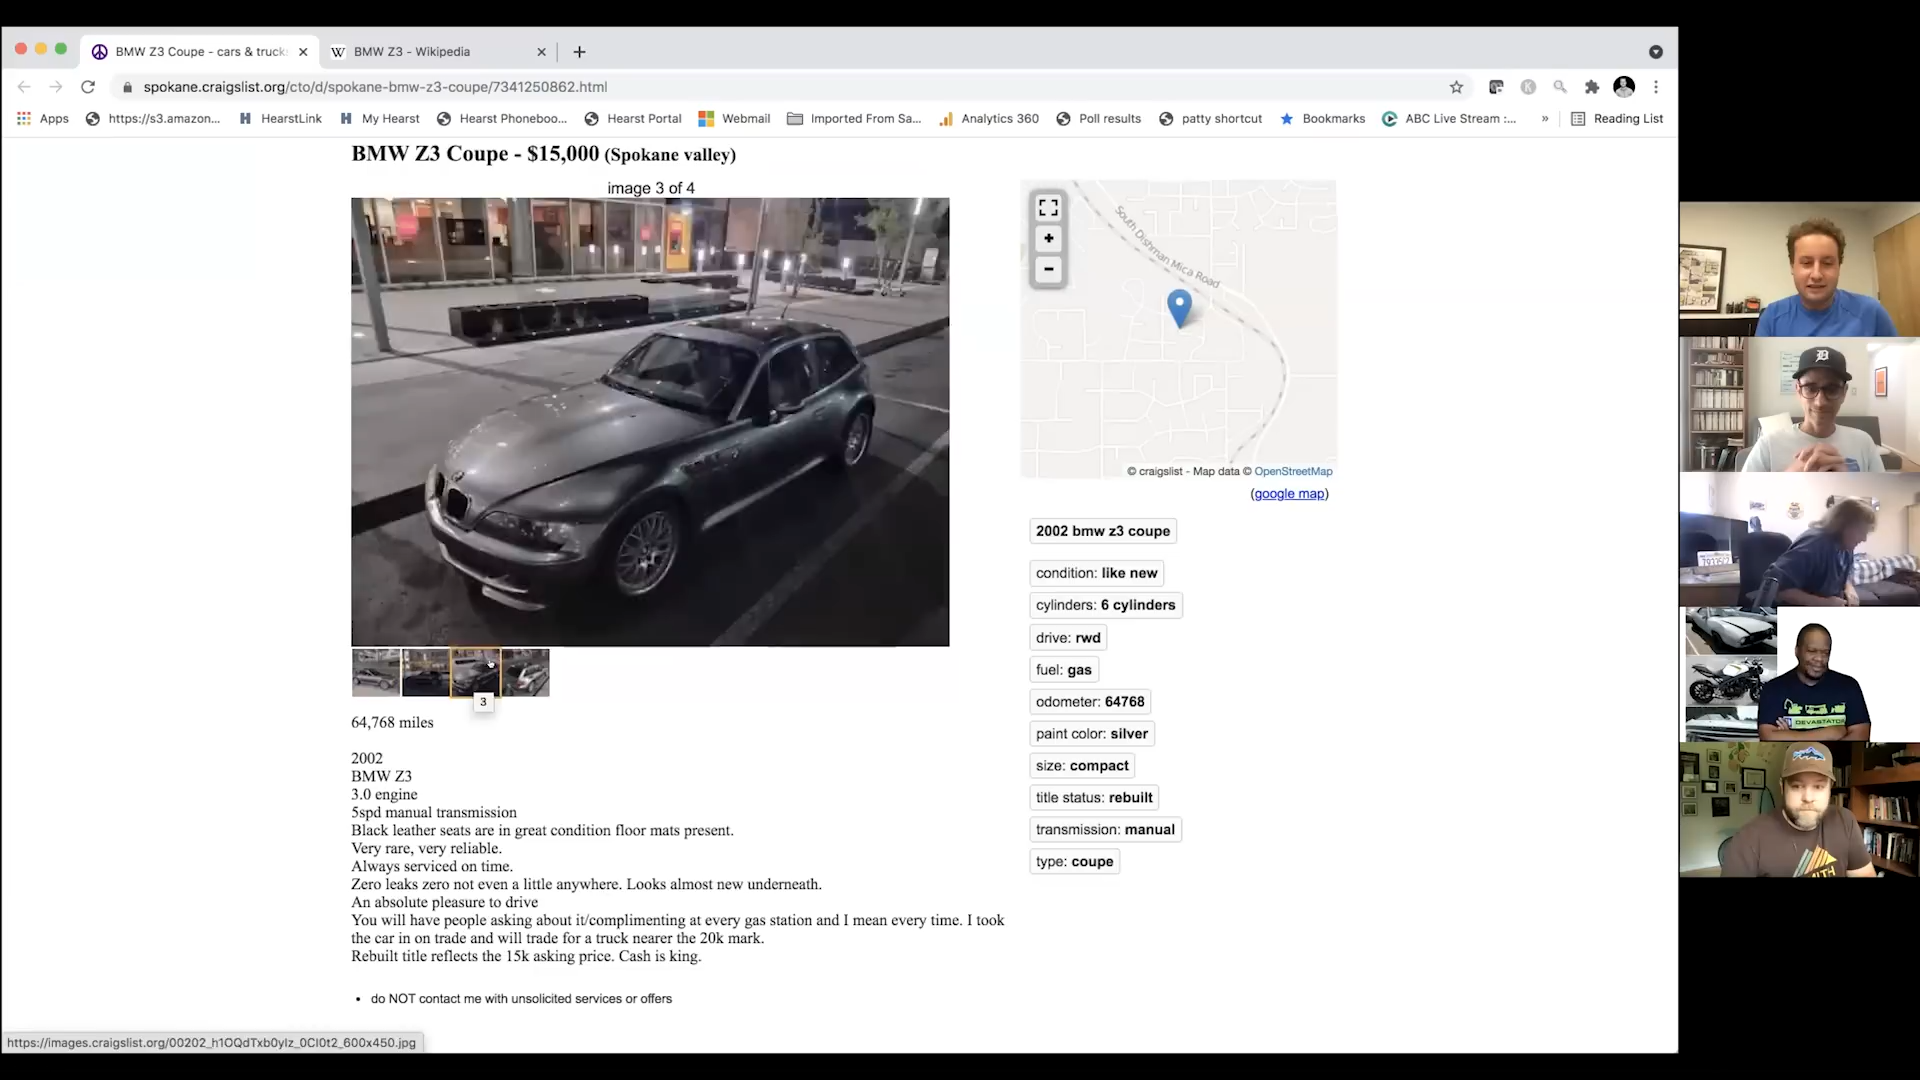 BMW Z3 Coupe - cars & truck
BMW Z3 - Wikipedia
spokane.craigslist.org/cto/d/spokane-bmw-z3-coupe/7341250862.html
Apps
https://s3.amazon...
HearstLink
My Hearst
Hearst Phoneboo...
Hearst Portal
Webmail
Imported From Sa...
Analytics 360
Poll results
patty shortcut
Bookmarks
ABC Live Stream :...
»
Reading List
BMW Z3 Coupe - $15,000 (Spokane valley)
image 3 of 4
South Dishman Mica Road
+
-
© craigslist - Map data © OpenStreetMap
(google map)
2002 bmw z3 coupe
condition: like new
cylinders: 6 cylinders
drive: rwd
fuel: gas
odometer: 64768
paint color: silver
size: compact
title status: rebuilt
transmission: manual
type: coupe
3
64,768 miles
2002
BMW Z3
3.0 engine
5spd manual transmission
Black leather seats are in great condition floor mats present.
Very rare, very reliable.
Always serviced on time.
Zero leaks zero not even a little anywhere. Looks almost new underneath.
An absolute pleasure to drive
You will have people asking about it/complimenting at every gas station and I mean every time. I took
the car in on trade and will trade for a truck nearer the 20k mark.
Rebuilt title reflects the 15k asking price. Cash is king.
• do NOT contact me with unsolicited services or offers
https://images.craigslist.org/00202_h1OQdTxb0ylz_0CI0t2_600x450.jpg
DEVASTATOR